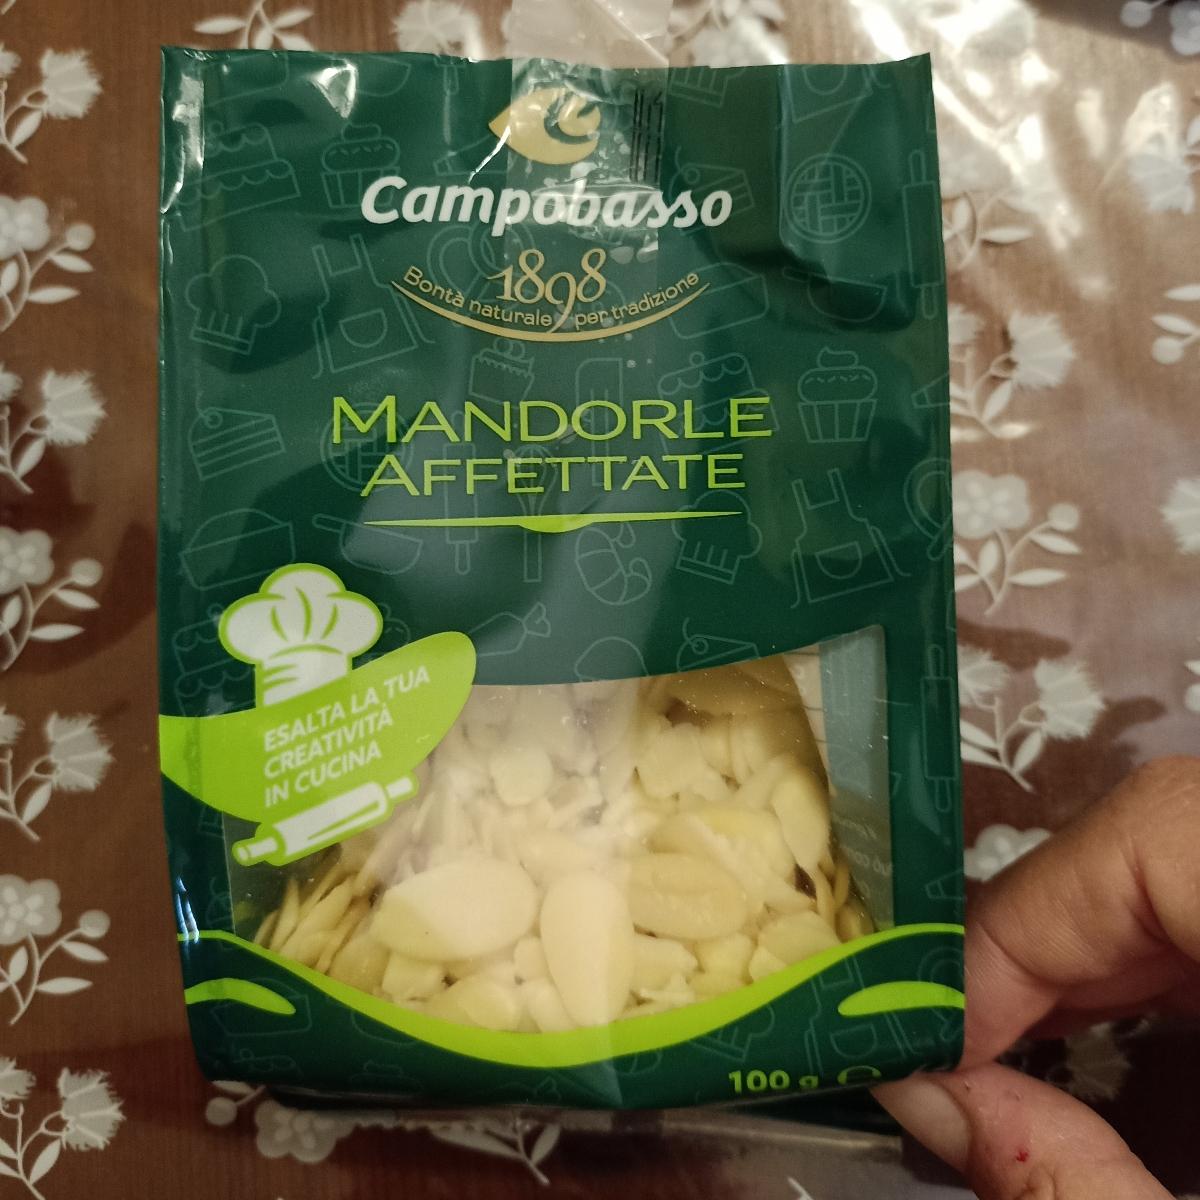 Campobasso
1898
Bontà naturale per tradizione
MANDORLE
AFFETTATE
ESALTA LA TUA
CREATIVITÀ
IN CUCINA
100 g e